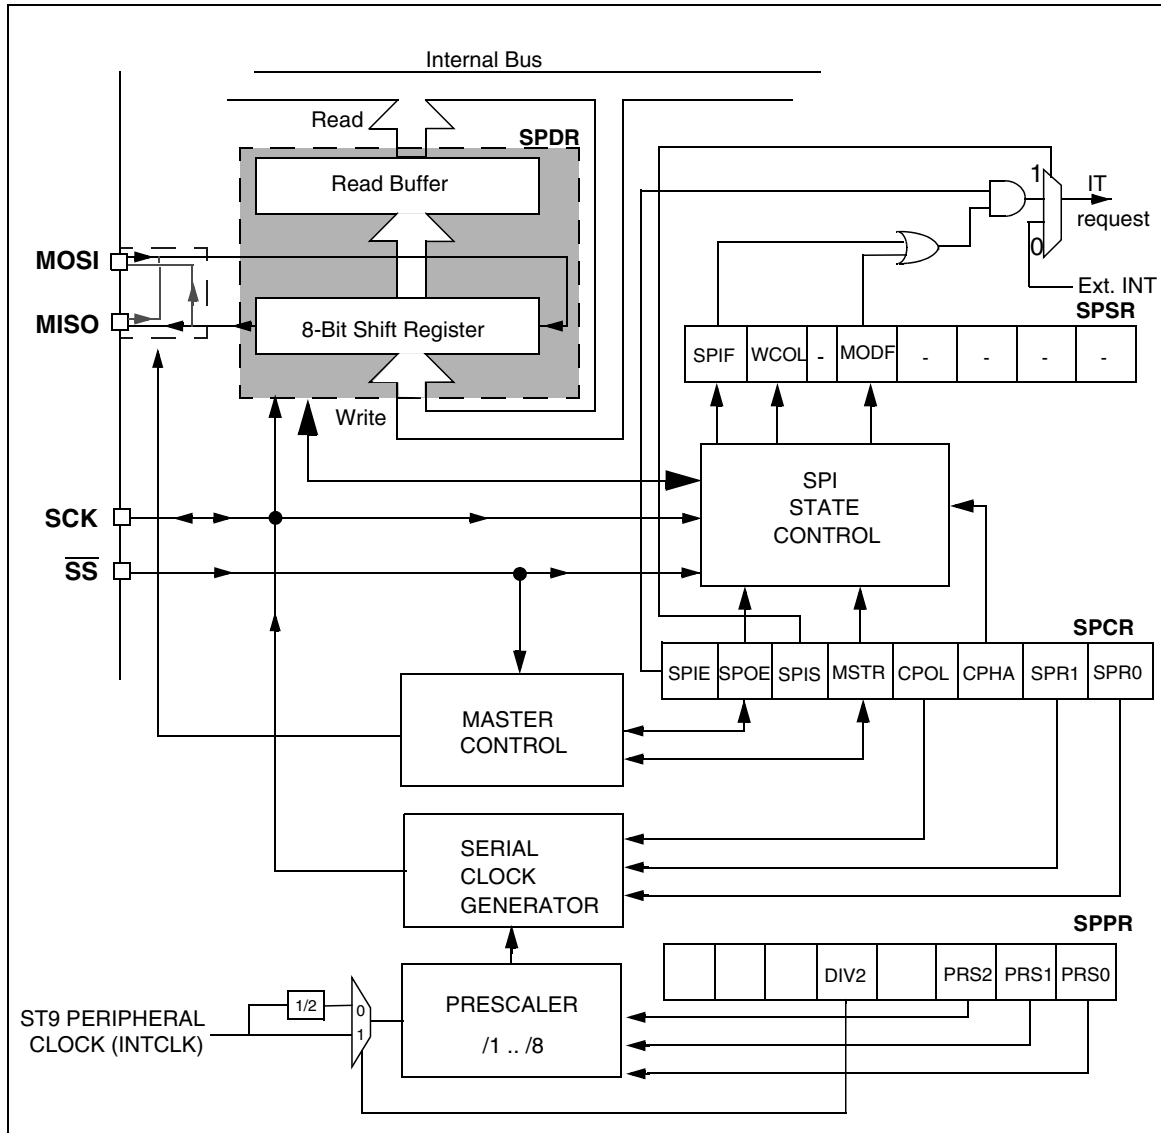 Internal Bus
Read
SPDR
Read Buffer
1
IT
request
MOSI
0
Ext. INT
MISO
8-Bit Shift Register
SPSR
SPIF WCOL - MODF - - - -
Write
SPI
STATE
CONTROL
SCK
SS
SPCR
SPIE SPOE SPIS MSTR CPOL CPHA SPR1 SPR0
MASTER
CONTROL
SERIAL
CLOCK
GENERATOR
SPPR
DIV2 PRS2 PRS1 PRS0
PRESCALER
/1 .. /8
1/2
0
1
ST9 PERIPHERAL
CLOCK (INTCLK)